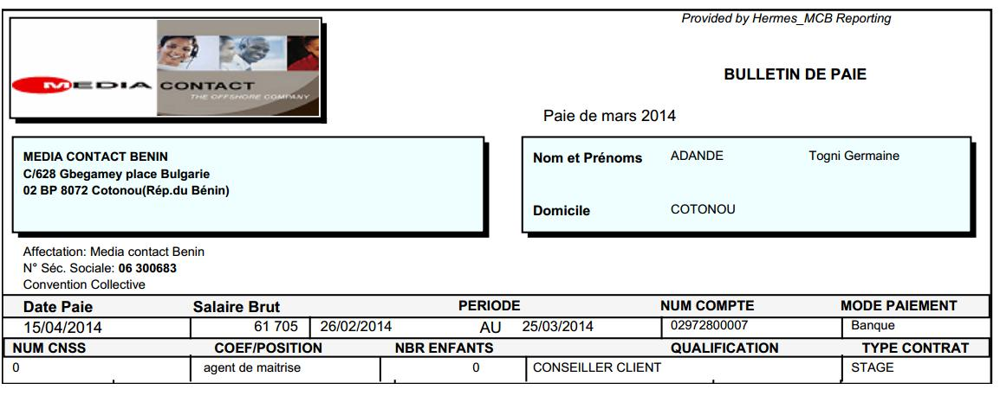 Provided by Hermes_MCB Reporting
MEDIA CONTACT
THE OFFSHORE COMPANY
BULLETIN DE PAIE
Paie de mars 2014
MEDIA CONTACT BENIN
C/628 Gbegamey place Bulgarie
02 BP 8072 Cotonou(Rép.du Bénin)
Nom et Prénoms ADANDE Togni Germaine
Domicile COTONOU
Affectation: Media contact Benin
N° Séc. Sociale: 06 300683
Convention Collective
Date Paie Salaire Brut PERIODE NUM COMPTE MODE PAIEMENT
15/04/2014 61 705 26/02/2014 AU 25/03/2014 02972800007 Banque
NUM CNSS COEF/POSITION NBR ENFANTS QUALIFICATION TYPE CONTRAT
0 agent de maitrise 0 CONSEILLER CLIENT STAGE